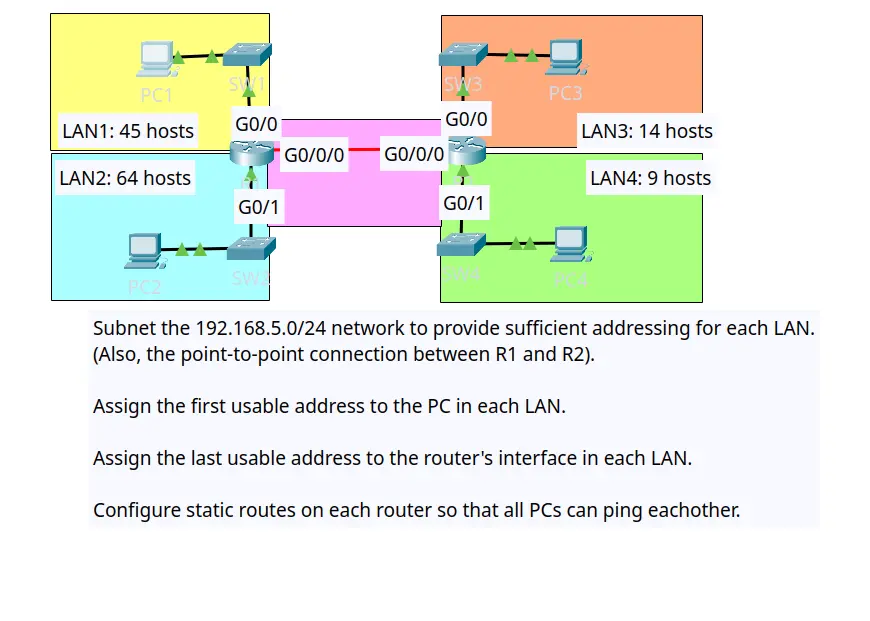 PC1
SW1
SW3
PC3
G0/0
G0/0
LAN1: 45 hosts
LAN3: 14 hosts
G0/0/0
G0/0/0
LAN2: 64 hosts
LAN4: 9 hosts
G0/1
G0/1
PC2
SW2
SW4
PC4
Subnet the 192.168.5.0/24 network to provide sufficient addressing for each LAN.
(Also, the point-to-point connection between R1 and R2).
Assign the first usable address to the PC in each LAN.
Assign the last usable address to the router's interface in each LAN.
Configure static routes on each router so that all PCs can ping eachother.